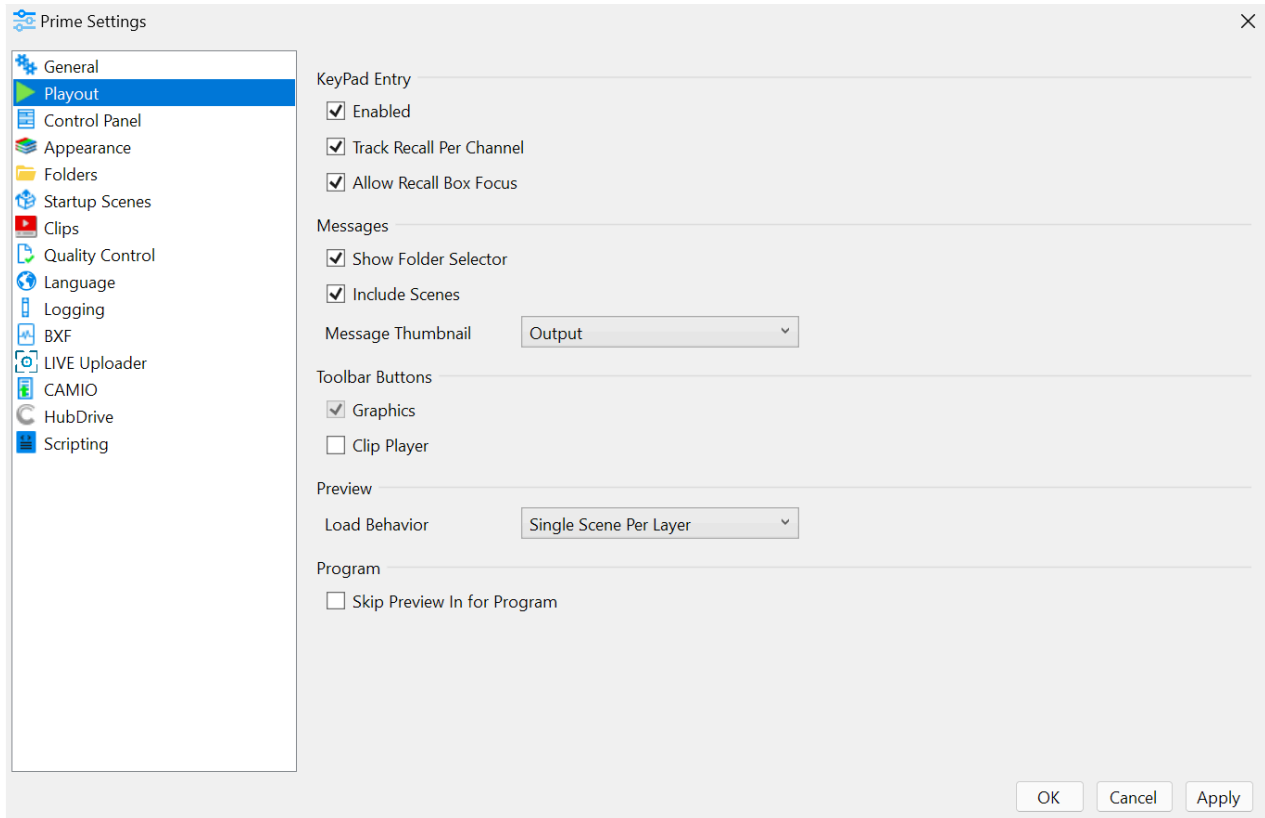 Prime Settings
General
Playout
Control Panel
Appearance
Folders
Startup Scenes
Clips
Quality Control
Language
Logging
BXF
LIVE Uploader
CAMIO
HubDrive
Scripting
KeyPad Entry
Enabled
Track Recall Per Channel
Allow Recall Box Focus
Messages
Show Folder Selector
Include Scenes
Message Thumbnail Output
Toolbar Buttons
Graphics
Clip Player
Preview
Load Behavior Single Scene Per Layer
Program
Skip Preview In for Program
OK Cancel Apply